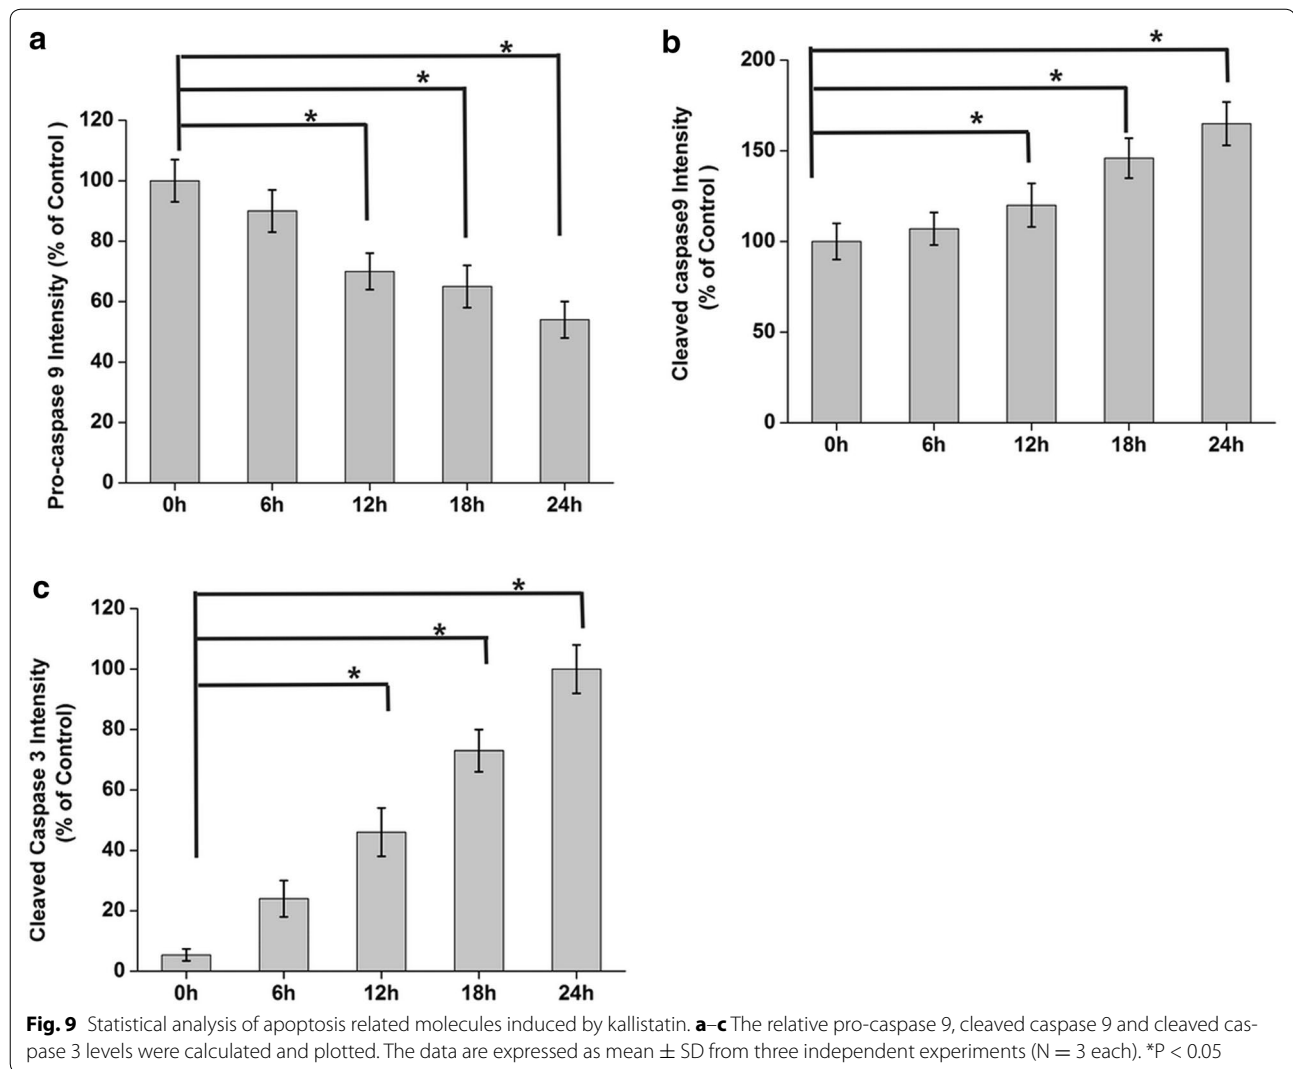 a
*
*
*
Pro-caspase 9 Intensity (% of Control )
120
100
80
60
40
20
0
0h 6h 12h 18h 24h
b
*
*
*
Cleaved caspase9 Intensity
(% of Control )
200
150
100
50
0
0h 6h 12h 18h 24h
c
*
*
*
Cleaved Caspase 3 Intensity
(% of Control)
120
100
80
60
40
20
0
0h 6h 12h 18h 24h
Fig. 9 Statistical analysis of apoptosis related molecules induced by kallistatin. a–c The relative pro-caspase 9, cleaved caspase 9 and cleaved cas-
pase 3 levels were calculated and plotted. The data are expressed as mean ± SD from three independent experiments (N = 3 each). *P < 0.05